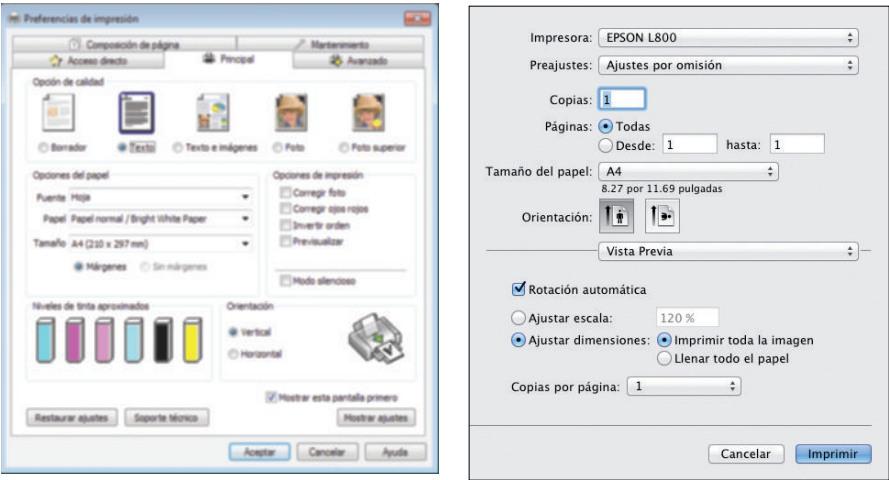 Preferencias de impresión
Composición de página
Mantenimiento
Acceso directo
Principal
Avanzado
Opción de calidad
Borrador
Texto
Texto e imágenes
Foto
Foto superior
Opciones del papel
Fuente Hoja
Papel Papel normal / Bright White Paper
Tamaño A4 (210 x 297 mm)
Márgenes
Sin márgenes
Opciones de impresión
Corregir foto
Corregir ojos rojos
Invertir orden
Previsualizar
Modo silencioso
Niveles de tinta aproximados
Orientación
Vertical
Horizontal
Mostrar esta pantalla primero
Restaurar ajustes
Soporte técnico
Mostrar ajustes
Aceptar
Cancelar
Ayuda
Impresora: EPSON L800
Preajustes: Ajustes por omisión
Copias: 1
Páginas: Todas
Desde: 1 hasta: 1
Tamaño del papel: A4
8.27 por 11.69 pulgadas
Orientación:
Vista Previa
Rotación automática
Ajustar escala: 120 %
Ajustar dimensiones: Imprimir toda la imagen
Llenar todo el papel
Copias por página: 1
Cancelar
Imprimir